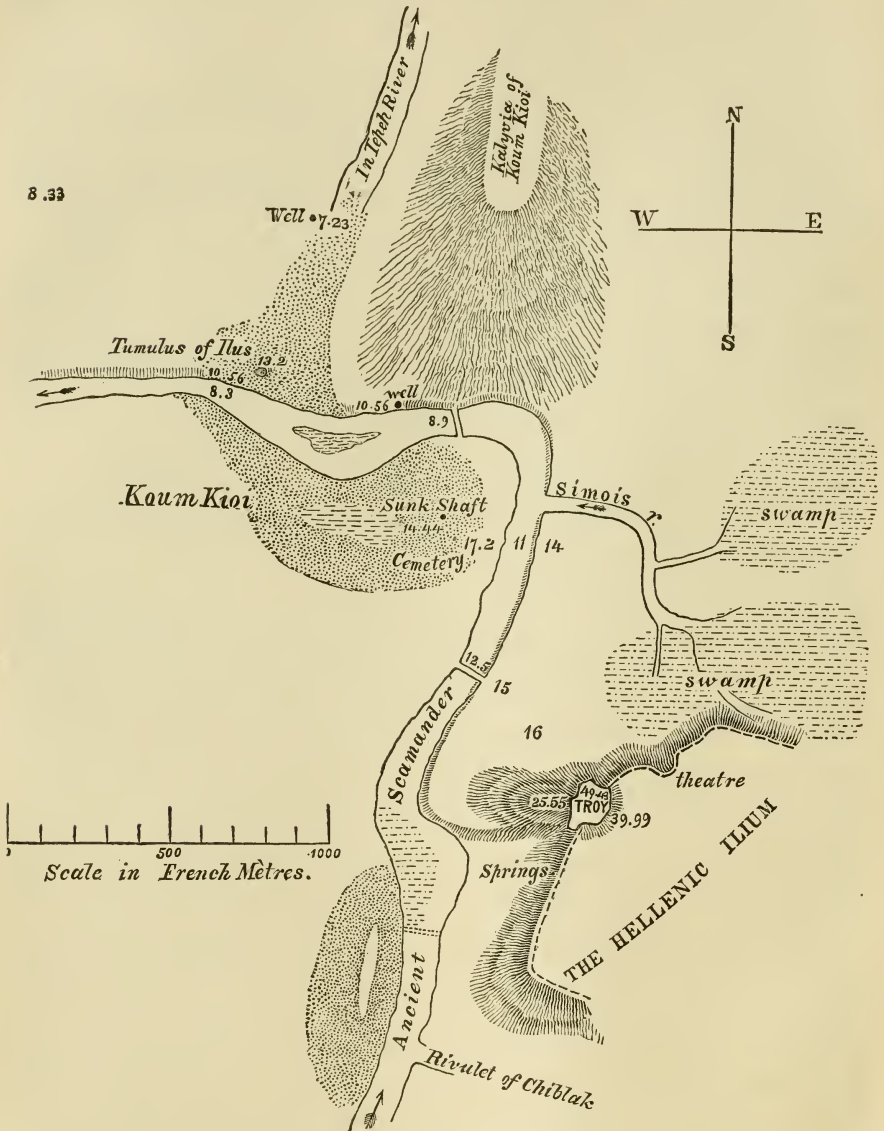 In Tepeh River
Kalyvia of
Koum Kioi
N
8.33
Well 7.23
W E
S
Tumulus of Ilus
13.2
10.56
8.3
well
10.56
8.9
Koum Kioi
Simois r.
swamp
Sunk Shaft
14.44
17.2
11
14
Cemetery
12.5
15
swamp
16
Scamander
theatre
49.43
TROY
25.55
39.99
500 1000
Scale in French Mètres.
Springs
THE HELLENIC ILIUM
Ancient
Rivulet of Chiblak